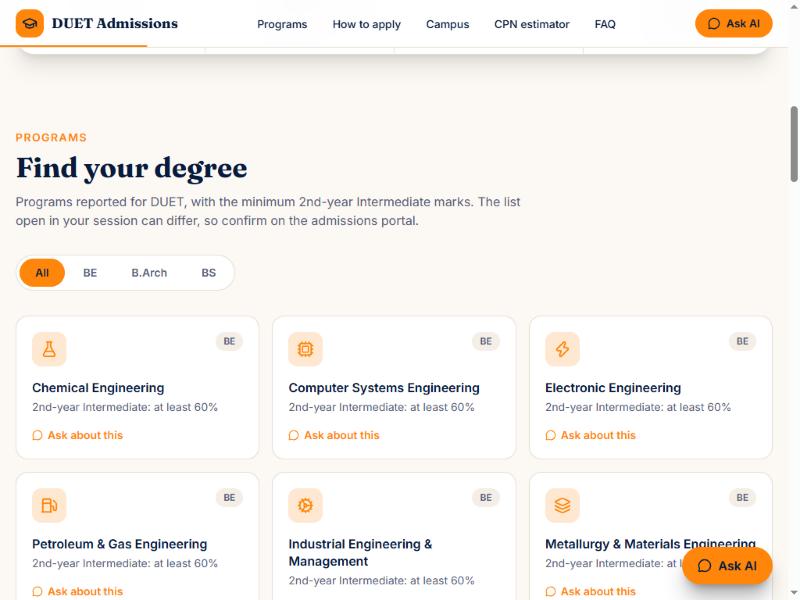 DUET Admissions
Programs
How to apply
Campus
CPN estimator
FAQ
Ask AI
PROGRAMS
Find your degree
Programs reported for DUET, with the minimum 2nd-year Intermediate marks. The list
open in your session can differ, so confirm on the admissions portal.
All
BE
B.Arch
BS
BE
Chemical Engineering
2nd-year Intermediate: at least 60%
Ask about this
BE
Computer Systems Engineering
2nd-year Intermediate: at least 60%
Ask about this
BE
Electronic Engineering
2nd-year Intermediate: at least 60%
Ask about this
BE
Petroleum & Gas Engineering
2nd-year Intermediate: at least 60%
Ask about this
BE
Industrial Engineering &
Management
2nd-year Intermediate: at least 60%
BE
Metallurgy & Materials Engineering
2nd-year Intermediate: at
Ask about this
Ask AI